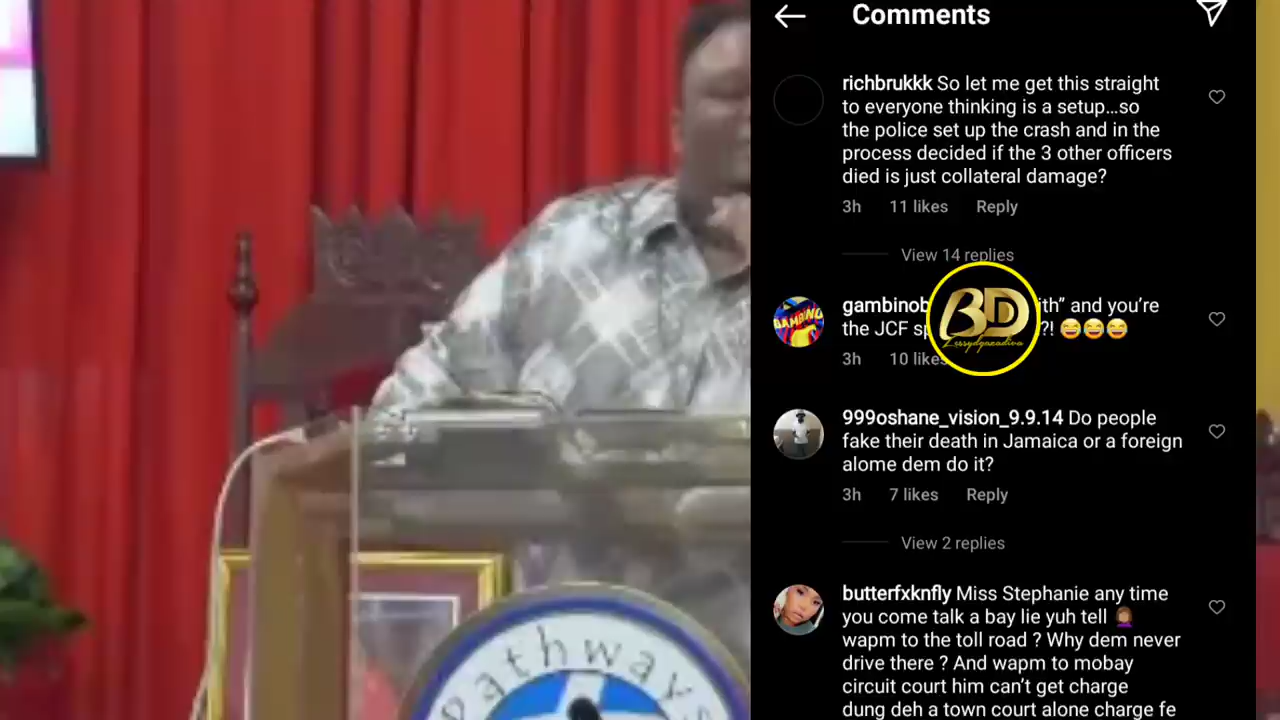 Comments
richbrukkk So let me get this straight
to everyone thinking is a setup...so
the police set up the crash and in the
process decided if the 3 other officers
died is just collateral damage?
3h 11 likes Reply
View 14 replies
gambinob ith” and you’re
the JCF ?! 😂😂😂
3h 10 likes
BD
Lessydgazadiva
999oshane_vision_9.9.14 Do people
fake their death in Jamaica or a foreign
alome dem do it?
3h 7 likes Reply
View 2 replies
butterfxknfly Miss Stephanie any time
you come talk a bay lie yuh tell 🤦🏽‍♀️
wapm to the toll road ? Why dem never
drive there ? And wapm to mobay
circuit court him can’t get charge
dung deh a town court alone charge fe
GAMBINO
Pathways